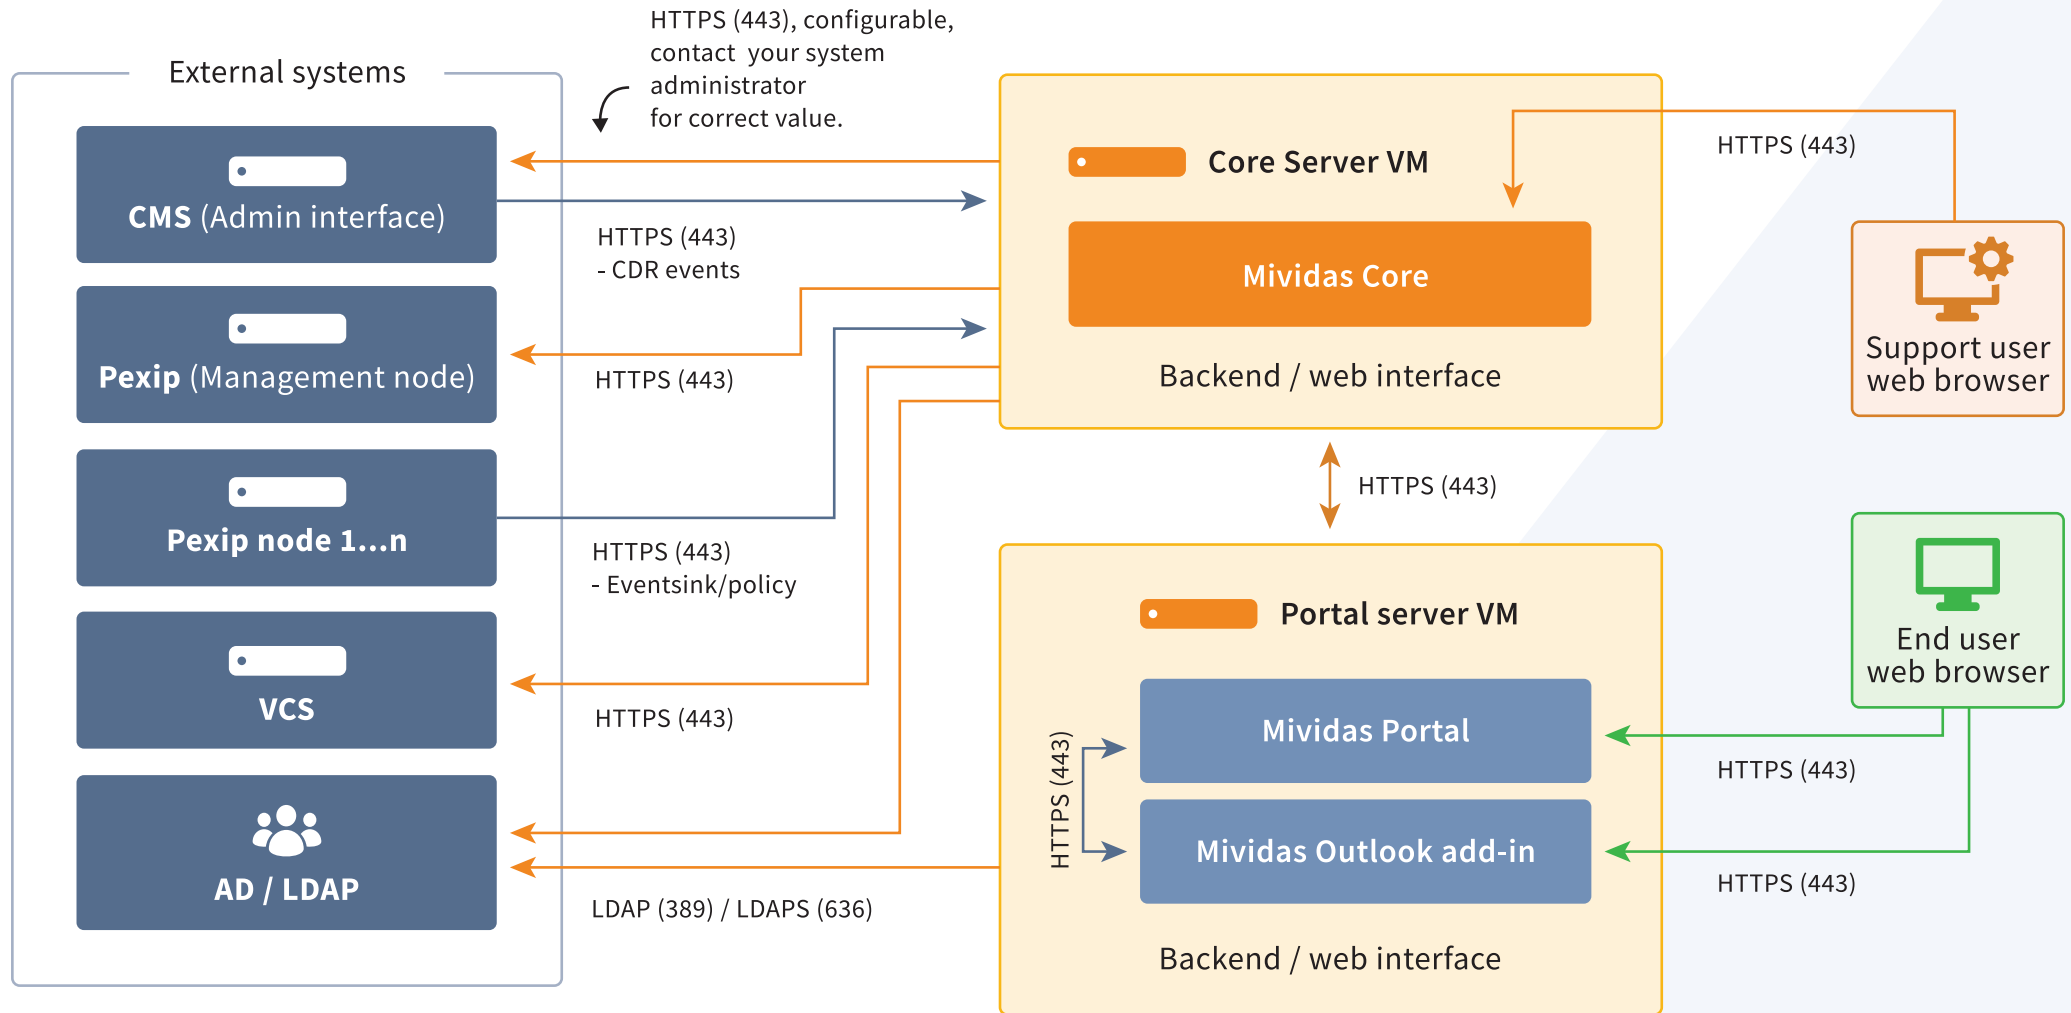 HTTPS (443), configurable,
contact your system
administrator
for correct value.
External systems
CMS (Admin interface)
HTTPS (443)
- CDR events
Pexip (Management node)
HTTPS (443)
Pexip node 1...n
HTTPS (443)
- Eventsink/policy
VCS
HTTPS (443)
AD / LDAP
LDAP (389) / LDAPS (636)
Core Server VM
Mividas Core
Backend / web interface
HTTPS (443)
Support user
web browser
HTTPS (443)
Portal server VM
Mividas Portal
HTTPS (443)
Mividas Outlook add-in
Backend / web interface
End user
web browser
HTTPS (443)
HTTPS (443)